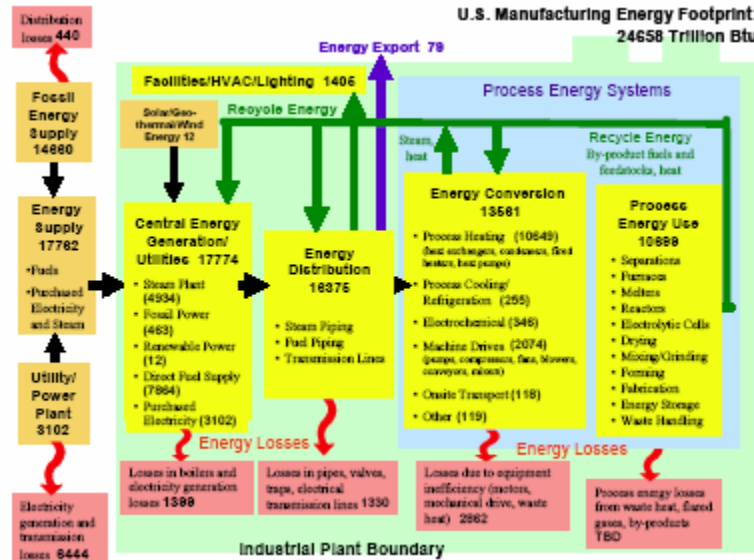 U.S. Manufacturing Energy Footprint:
24658 Trillion Btu
Distribution
losses 440
Fossil
Energy
Supply
14660
Energy
Supply
17762
•Fuels
•Purchased
Electricity
and Steam
Utility/
Power
Plant
3102
Electricity
generation and
transmission
losses 6444
Energy Export 79
Facilities/HVAC/Lighting 1405
Solar/Geo-
thermal/Wind
Energy 12
Recycle Energy
Central Energy
Generation/
Utilities 17774
• Steam Plant
(4934)
• Fossil Power
(463)
• Renewable Power
(12)
• Direct Fuel Supply
(7864)
• Purchased
Electricity (3102)
Energy
Distribution
16375
• Steam Piping
• Fuel Piping
• Transmission Lines
Process Energy Systems
Steam,
heat
Recycle Energy
By-product fuels and
feedstocks, heat
Energy Conversion
13561
• Process Heating (10649)
(heat exchangers, condensers, fired
heaters, heat pumps)
• Process Cooling/
Refrigeration (255)
• Electrochemical (346)
• Machine Drives (2074)
(pumps, compressors, fans, blowers,
conveyors, mixers)
• Onsite Transport (118)
• Other (119)
Process
Energy Use
10699
• Separations
• Furnaces
• Melters
• Reactors
• Electrolytic Cells
• Drying
• Mixing/Grinding
• Forming
• Fabrication
• Energy Storage
• Waste Handling
Energy Losses
Energy Losses
Losses in boilers and
electricity generation
losses 1399
Losses in pipes, valves,
traps, electrical
transmission lines 1330
Losses due to equipment
inefficiency (motors,
mechanical drive, waste
heat) 2862
Process energy losses
from waste heat, flared
gases, by-products
TBD
Industrial Plant Boundary